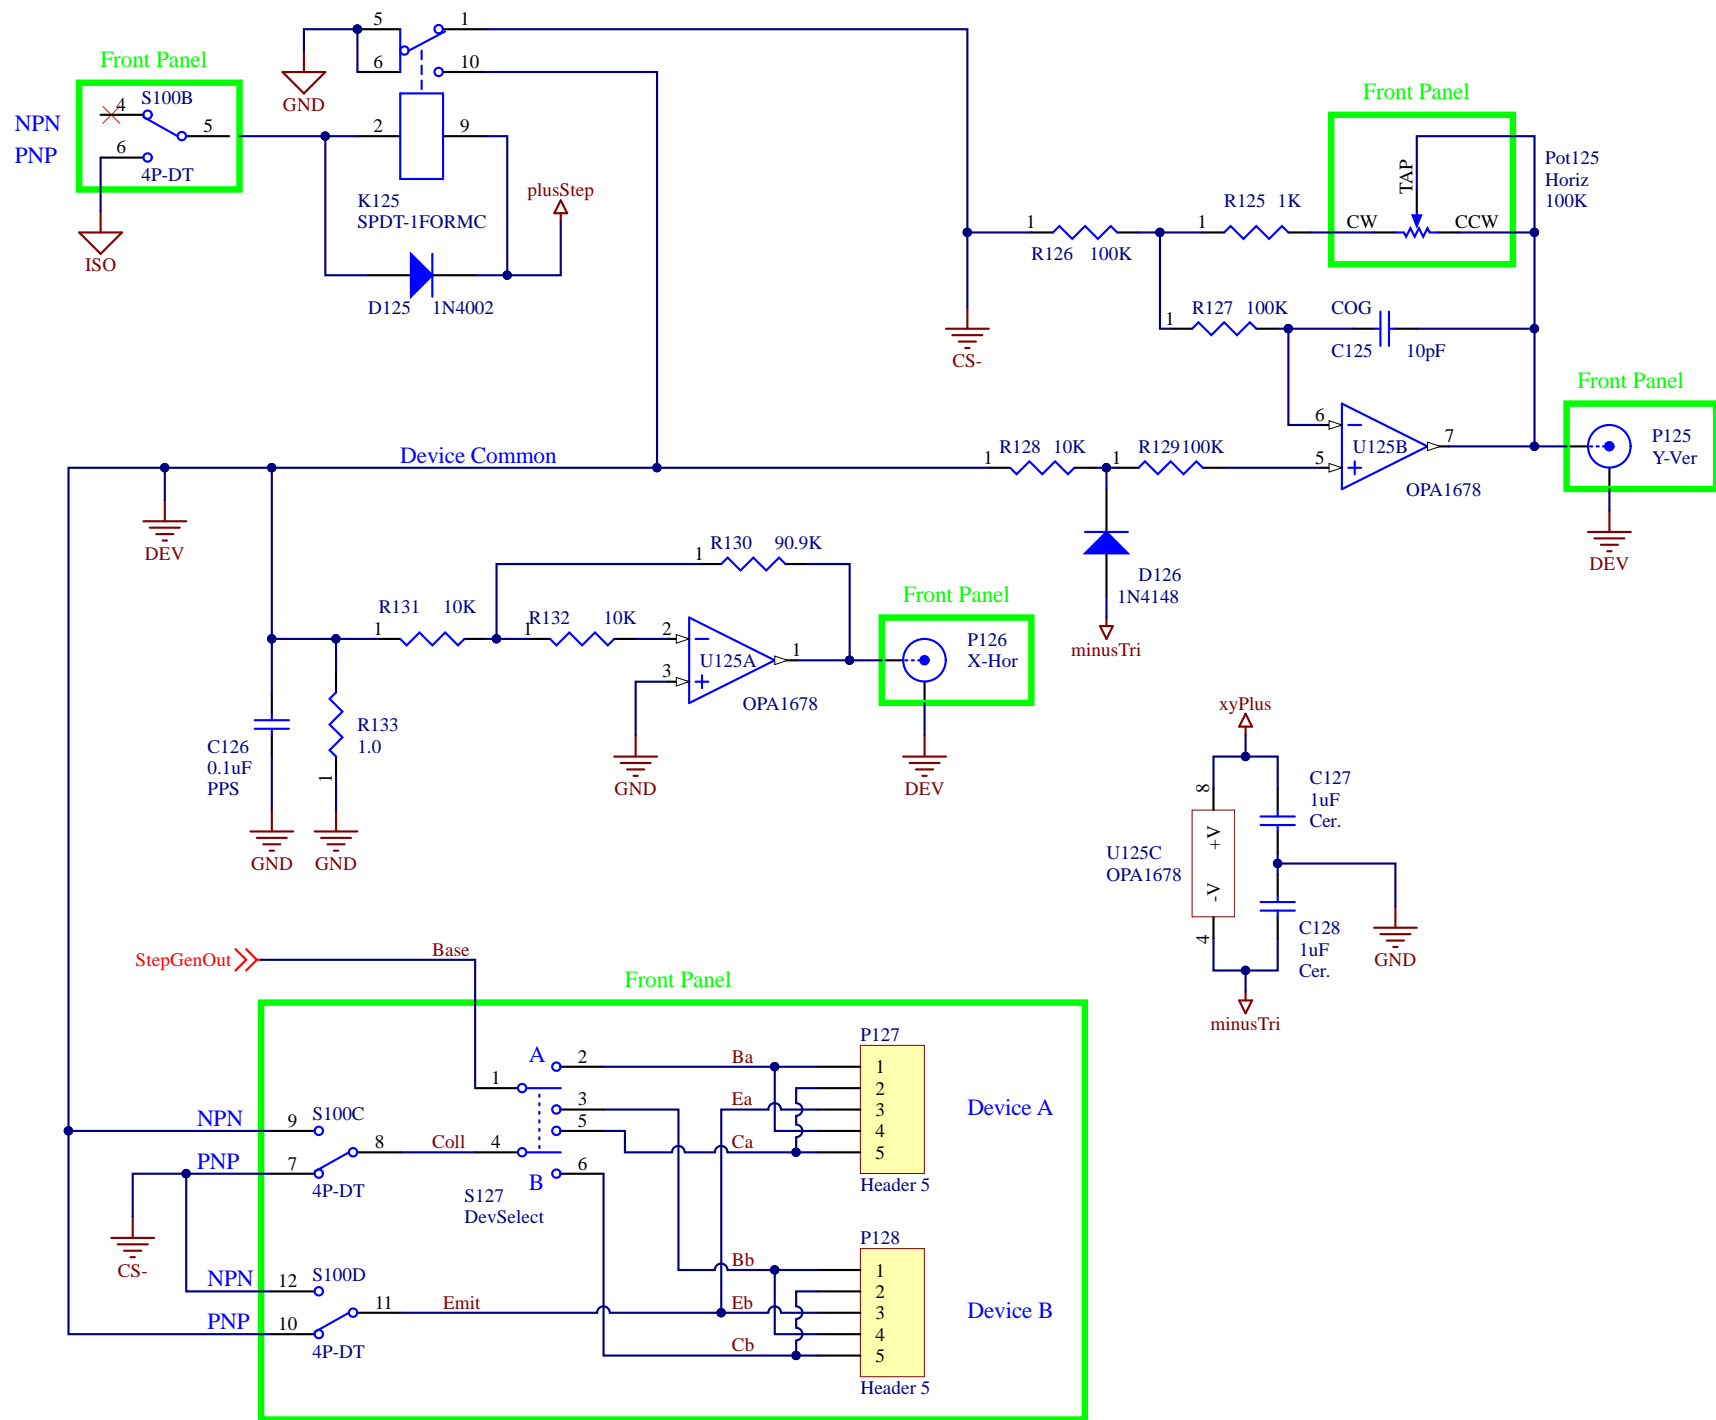 5
1
6
10
GND
Front Panel
4
S100B
NPN
5
PNP
6
4P-DT
ISO
2
9
K125
SPDT-1FORMC
plusStep
D125 1N4002
Front Panel
TAP
Pot125
Horiz
100K
R125 1K
CW
CCW
1
1
R126 100K
R127 100K
1
COG
C125
10pF
CS-
Front Panel
6
U125B
7
5
OPA1678
P125
Y-Ver
DEV
Device Common
R128 10K
1
R129 100K
1
D126
1N4148
minusTri
DEV
R130 90.9K
1
R131 10K
1
R132 10K
1
2
U125A
1
3
OPA1678
GND
Front Panel
P126
X-Hor
DEV
C126
0.1uF
PPS
R133
1.0
1
GND
GND
xyPlus
8
+V
-V
4
U125C
OPA1678
C127
1uF
Cer.
C128
1uF
Cer.
GND
minusTri
StepGenOut
Base
Front Panel
A
2
1
3
5
4
6
B
S127
DevSelect
NPN
9
S100C
8
Coll
PNP
7
4P-DT
CS-
NPN
12
S100D
11
Emit
PNP
10
4P-DT
P127
Ba
1
2
Ea
3
4
Ca
5
Header 5
Device A
P128
Bb
1
2
Eb
3
4
Cb
5
Header 5
Device B